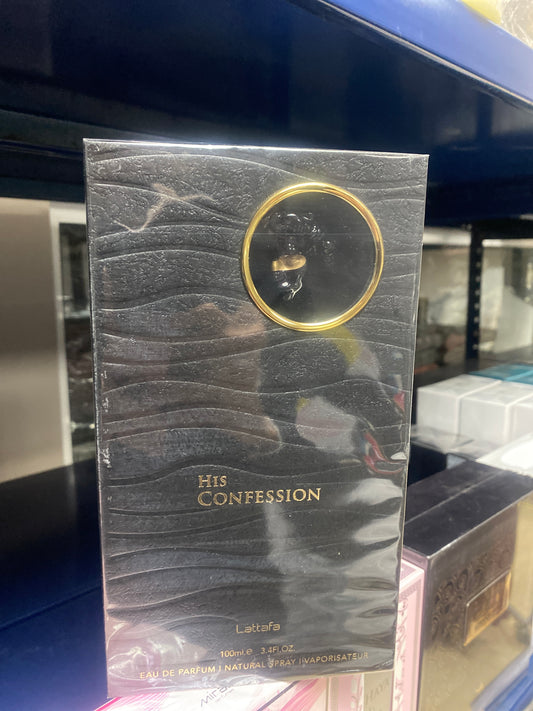 His
Confession
Lattafa
100ml.e 3.4FL.OZ.
EAU DE PARFUM I NATURAL SPRAY I VAPORISATEUR